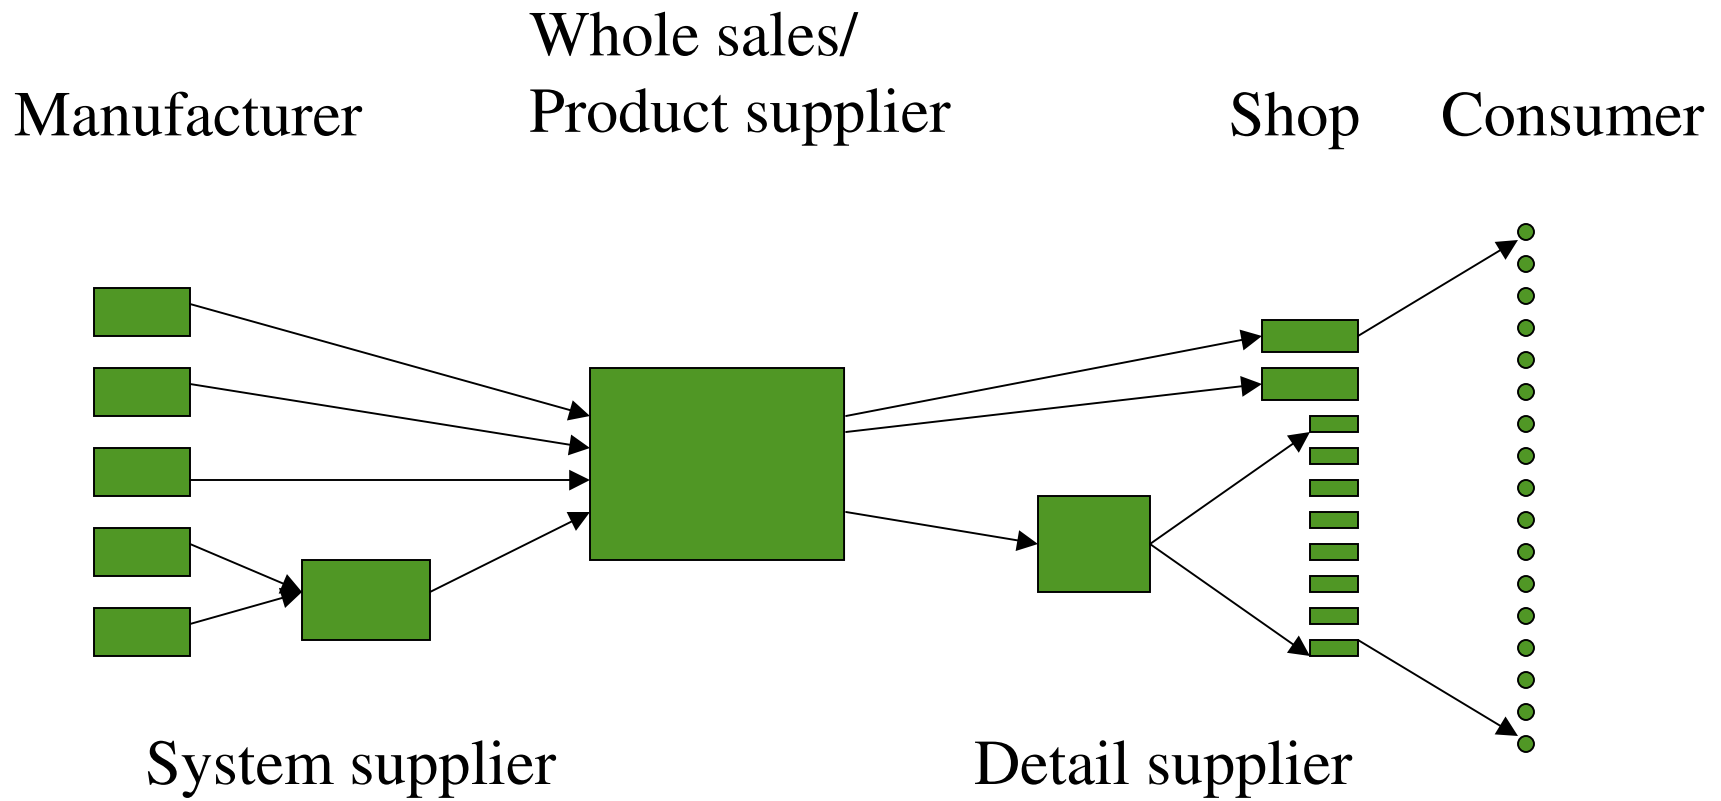 Whole sales/
Product supplier
Manufacturer
Shop
Consumer
System supplier
Detail supplier